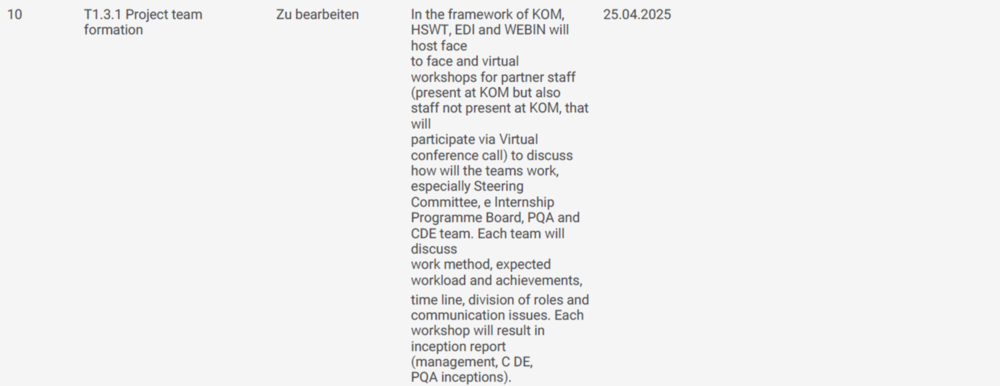 10 T1.3.1 Project team Zu bearbeiten In the framework of KOM, 25.04.2025
formation HSWT, EDI and WEBIN will
host face
to face and virtual
workshops for partner staff
(present at KOM but also
staff not present at KOM, that
will
participate via Virtual
conference call) to discuss
how will the teams work,
especially Steering
Committee, e Internship
Programme Board, PQA and
CDE team. Each team will
discuss
work method, expected
workload and achievements,
time line, division of roles and
communication issues. Each
workshop will result in
inception report
(management, C DE,
PQA inceptions).